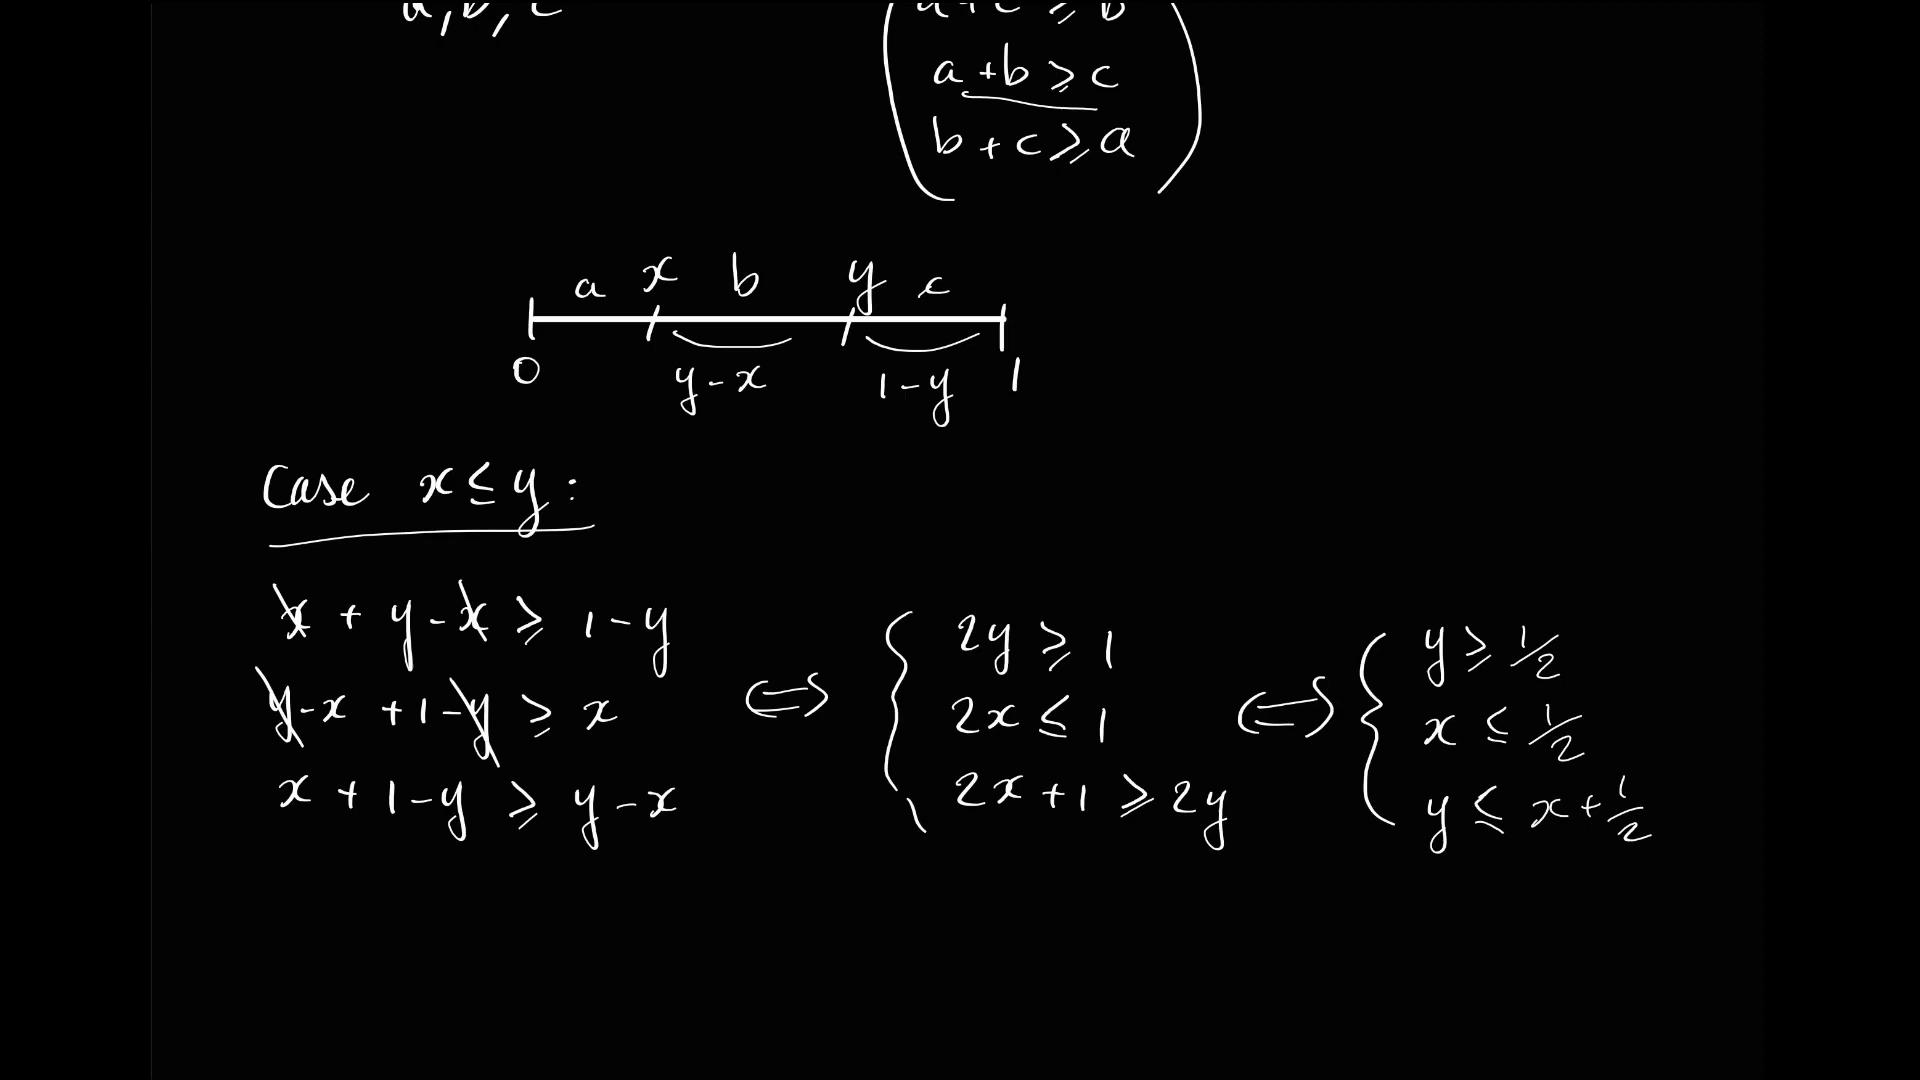 a, b, c
a + c ⩾ b
a + b ⩾ c
b + c ⩾ a
a x b y c
0 y - x 1 - y 1
Case x ≤ y :
x + y - x ⩾ 1 - y
y - x + 1 - y ⩾ x
x + 1 - y ⩾ y - x
⟺
2y ⩾ 1
2x ≤ 1
2x + 1 ⩾ 2y
⟺
y ⩾ 1/2
x ≤ 1/2
y ≤ x + 1/2